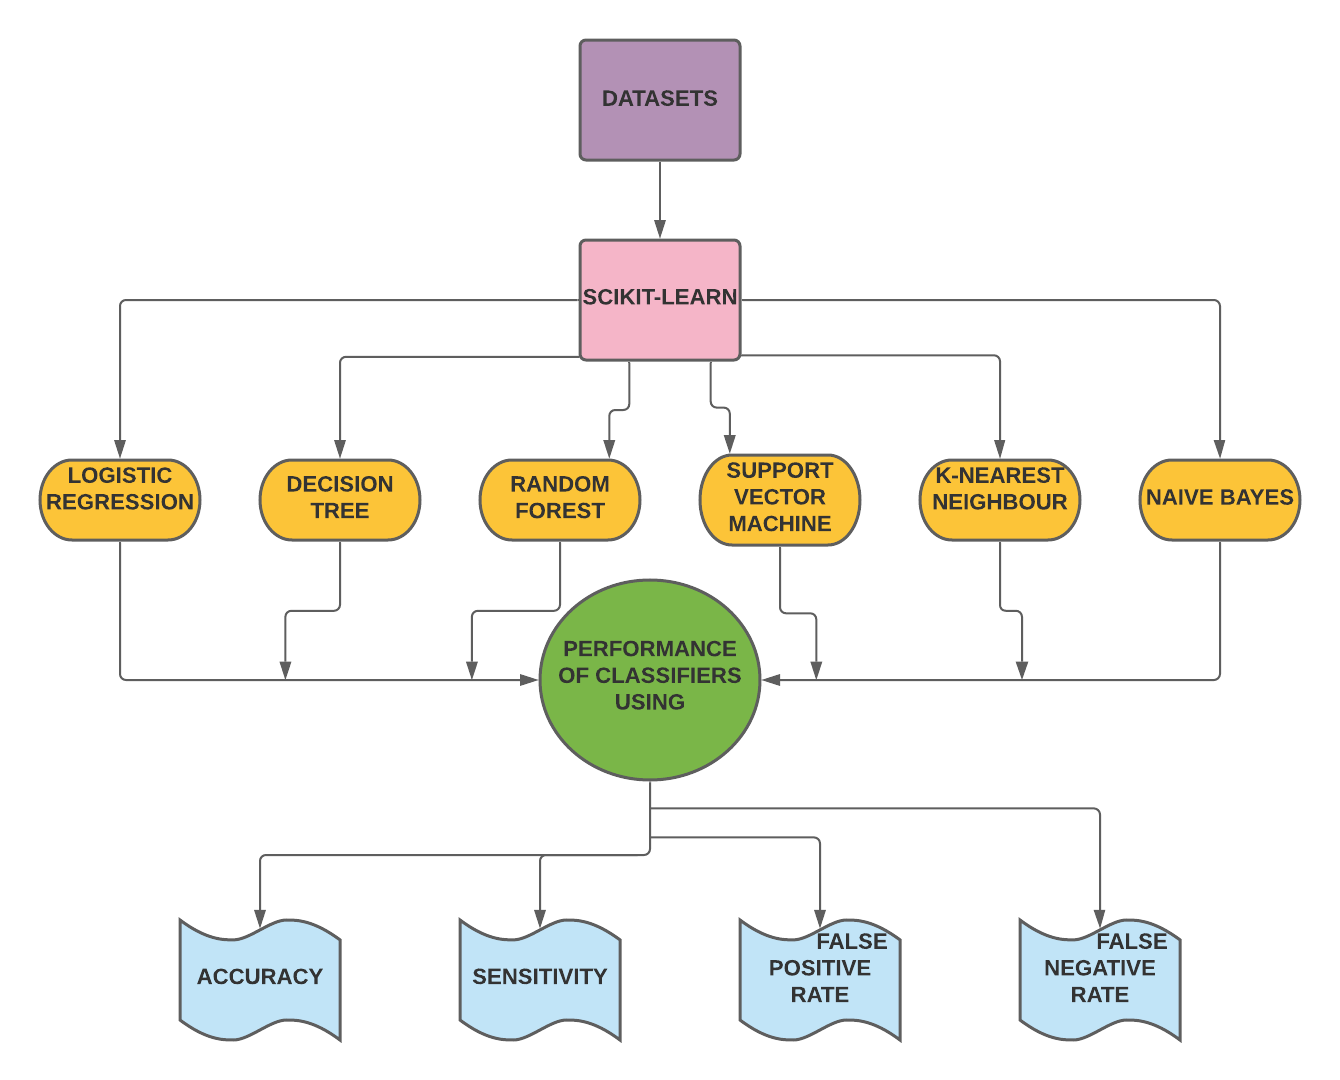 DATASETS
SCIKIT-LEARN
LOGISTIC
REGRESSION
DECISION
TREE
RANDOM
FOREST
SUPPORT
VECTOR
MACHINE
K-NEAREST
NEIGHBOUR
NAIVE BAYES
PERFORMANCE
OF CLASSIFIERS
USING
ACCURACY
SENSITIVITY
FALSE
POSITIVE
RATE
FALSE
NEGATIVE
RATE